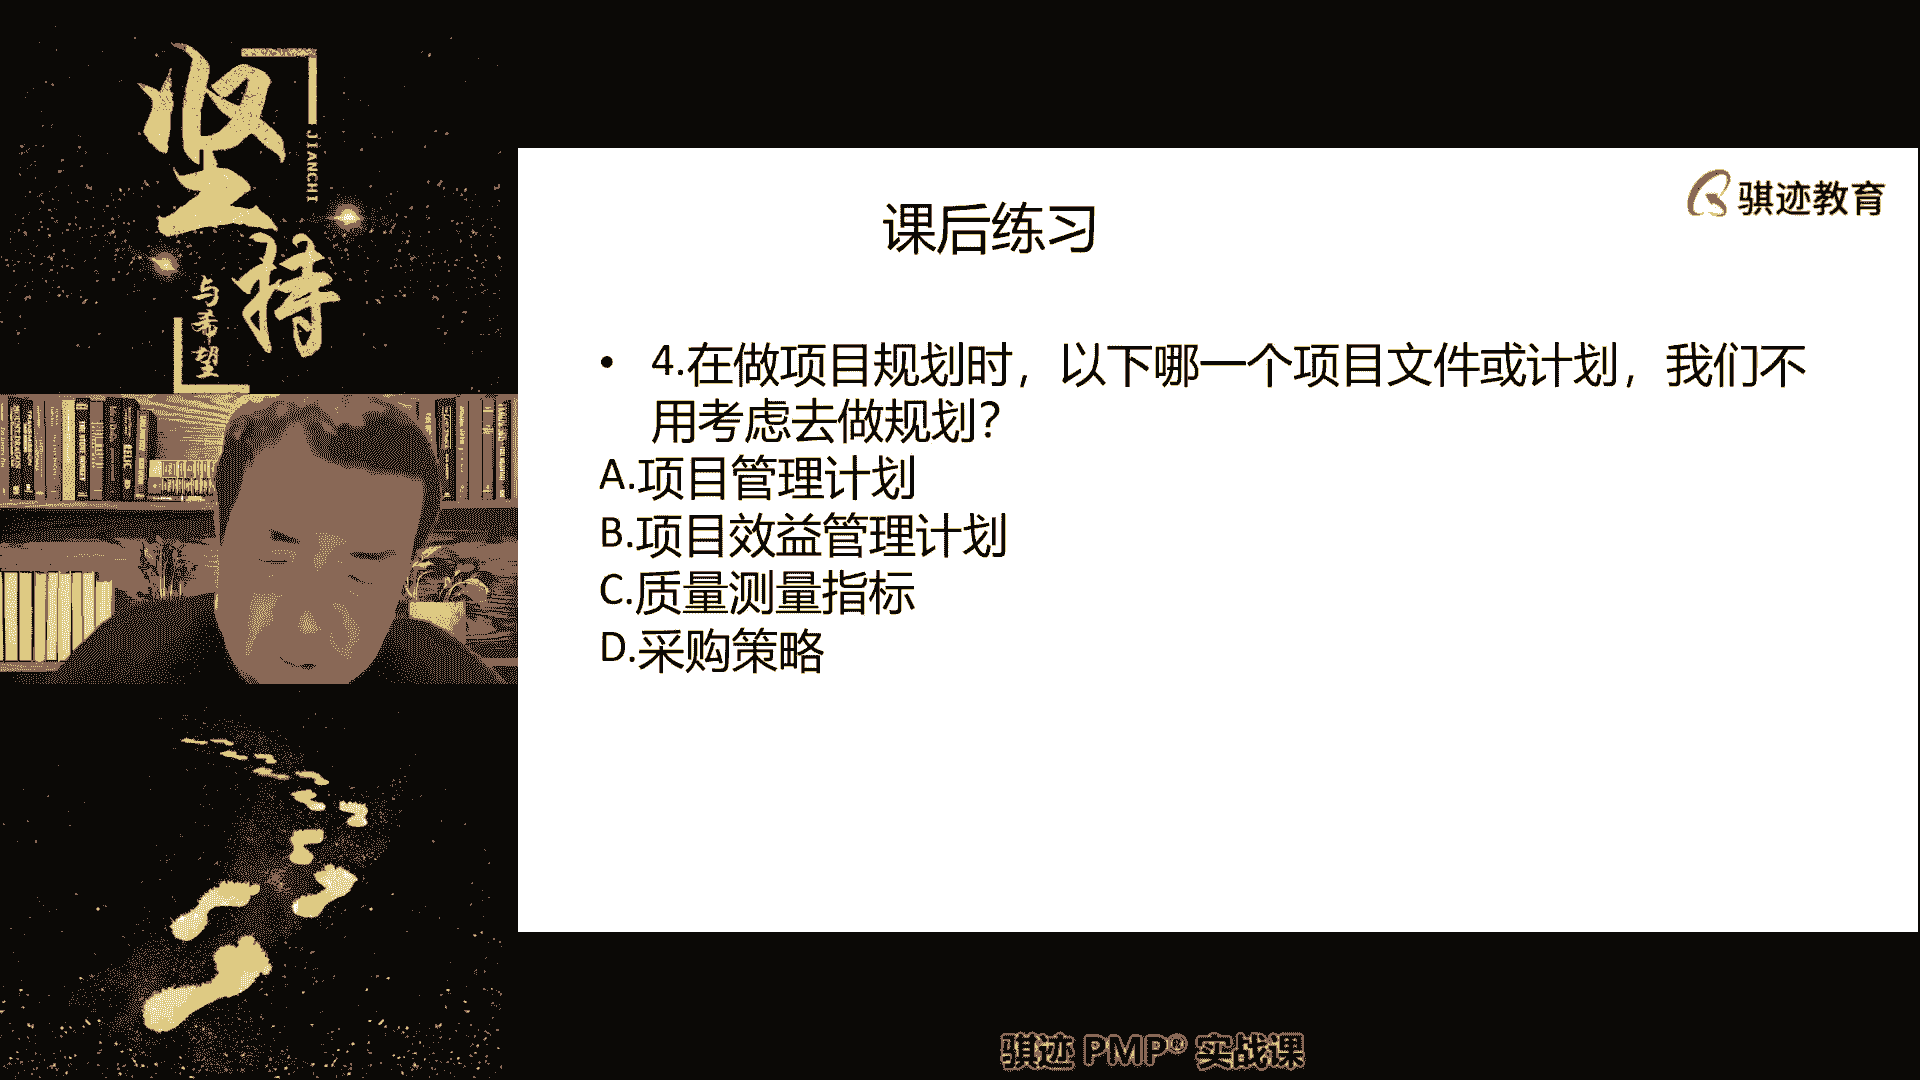 坚持
JIANCHI
与希望
骐迹教育
课后练习
• 4.在做项目规划时，以下哪一个项目文件或计划，我们不
用考虑去做规划？
A.项目管理计划
B.项目效益管理计划
C.质量测量指标
D.采购策略
骐迹 PMP® 实战课